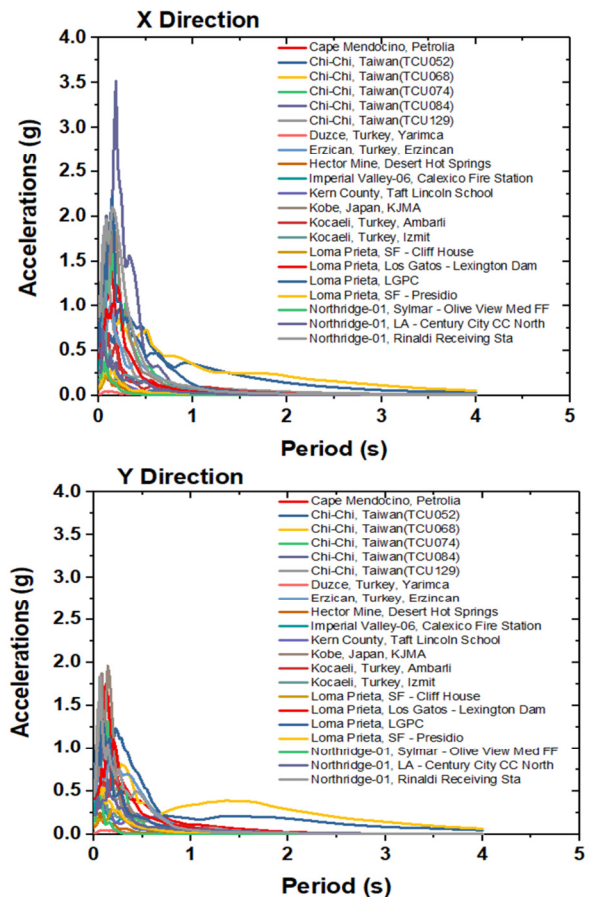 X Direction
4.0
3.5
3.0
2.5
2.0
1.5
1.0
0.5
0.0
Accelerations (g)
Cape Mendocino, Petrolia
Chi-Chi, Taiwan(TCU052)
Chi-Chi, Taiwan(TCU068)
Chi-Chi, Taiwan(TCU074)
Chi-Chi, Taiwan(TCU084)
Chi-Chi, Taiwan(TCU129)
Duzce, Turkey, Yarimca
Erzican, Turkey, Erzincan
Hector Mine, Desert Hot Springs
Imperial Valley-06, Calexico Fire Station
Kern County, Taft Lincoln School
Kobe, Japan, KJMA
Kocaeli, Turkey, Ambarli
Kocaeli, Turkey, Izmit
Loma Prieta, SF - Cliff House
Loma Prieta, Los Gatos - Lexington Dam
Loma Prieta, LGPC
Loma Prieta, SF - Presidio
Northridge-01, Sylmar - Olive View Med FF
Northridge-01, LA - Century City CC North
Northridge-01, Rinaldi Receiving Sta
0 1 2 3 4 5
Period (s)
Y Direction
4.0
3.5
3.0
2.5
2.0
1.5
1.0
0.5
0.0
Accelerations (g)
Cape Mendocino, Petrolia
Chi-Chi, Taiwan(TCU052)
Chi-Chi, Taiwan(TCU068)
Chi-Chi, Taiwan(TCU074)
Chi-Chi, Taiwan(TCU084)
Chi-Chi, Taiwan(TCU129)
Duzce, Turkey, Yarimca
Erzican, Turkey, Erzincan
Hector Mine, Desert Hot Springs
Imperial Valley-06, Calexico Fire Station
Kern County, Taft Lincoln School
Kobe, Japan, KJMA
Kocaeli, Turkey, Ambarli
Kocaeli, Turkey, Izmit
Loma Prieta, SF - Cliff House
Loma Prieta, Los Gatos - Lexington Dam
Loma Prieta, LGPC
Loma Prieta, SF - Presidio
Northridge-01, Sylmar - Olive View Med FF
Northridge-01, LA - Century City CC North
Northridge-01, Rinaldi Receiving Sta
0 1 2 3 4 5
Period (s)